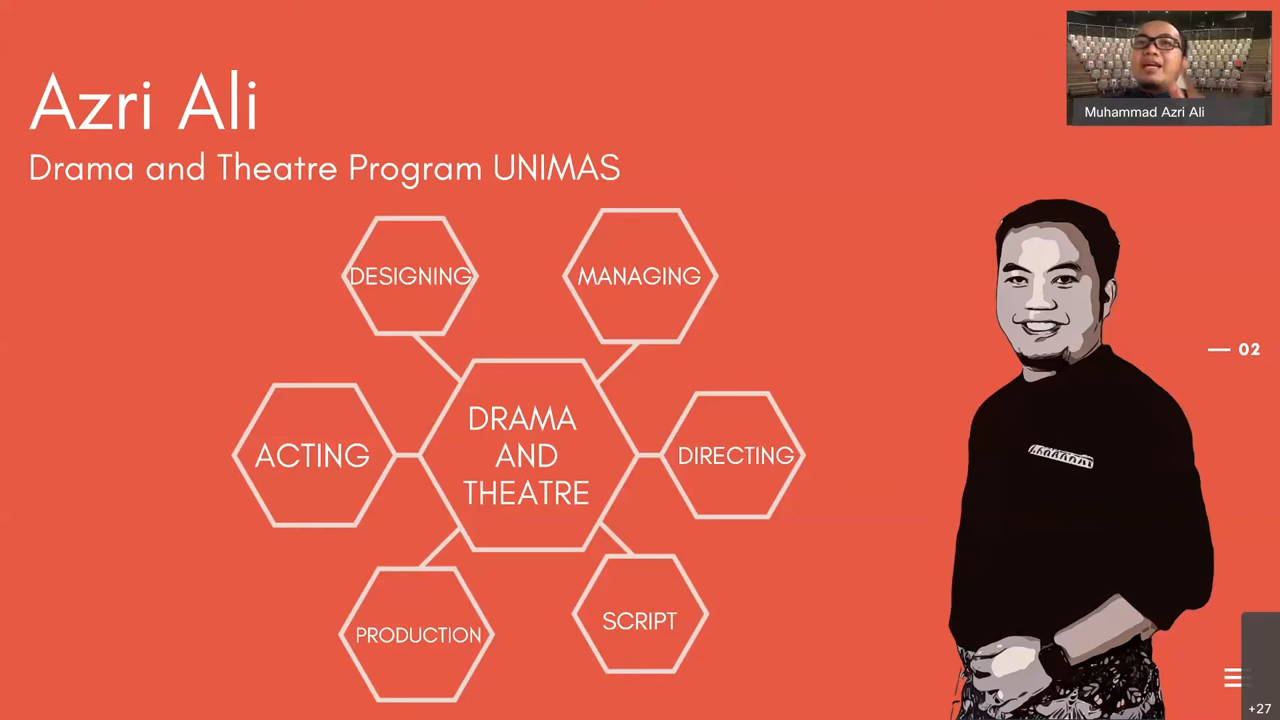 Azri Ali
Drama and Theatre Program UNIMAS
Muhammad Azri Ali
DESIGNING
MANAGING
ACTING
DRAMA
AND
THEATRE
DIRECTING
PRODUCTION
SCRIPT
02
+27